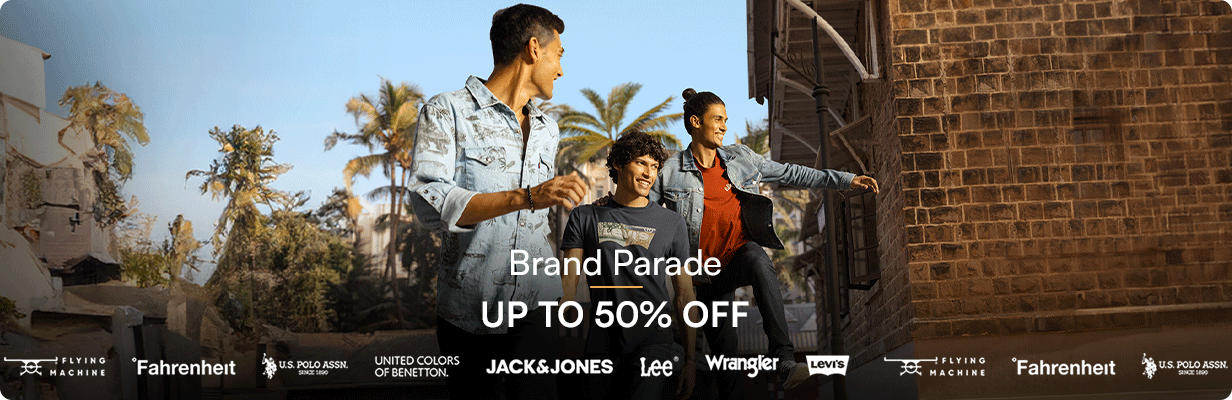 Brand Parade
UP TO 50% OFF
FLYING
MACHINE
°Fahrenheit
U.S. POLO ASSN.
SINCE 1890
UNITED COLORS
OF BENETTON.
JACK&JONES
Lee®
Wrangler
LEVI'S
FLYING
MACHINE
°Fahrenheit
U.S. POLO ASSN.
SINCE 1890